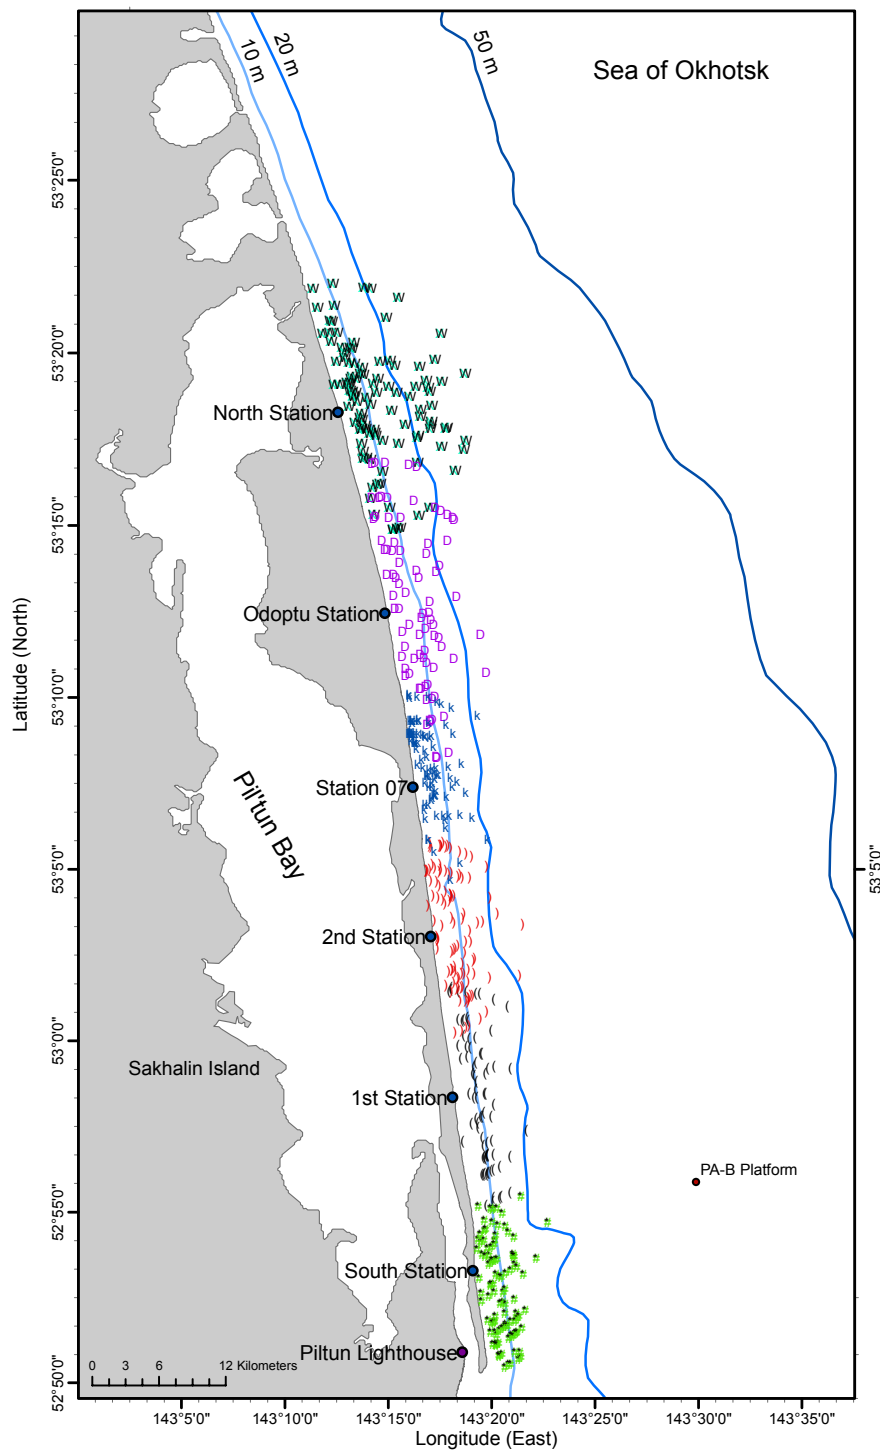 10 m
20 m
50 m
Sea of Okhotsk
53°25'0"
53°20'0"
North Station
53°15'0"
Odoptu Station
Latitude (North)
53°10'0"
Station 07
Pil'tun Bay
53°5'0"
53°5'0"
2nd Station
53°0'0"
Sakhalin Island
1st Station
PA-B Platform
52°55'0"
South Station
Piltun Lighthouse
0 3 6 12 Kilometers
52°50'0"
143°5'0" 143°10'0" 143°15'0" 143°20'0" 143°25'0" 143°30'0" 143°35'0"
Longitude (East)